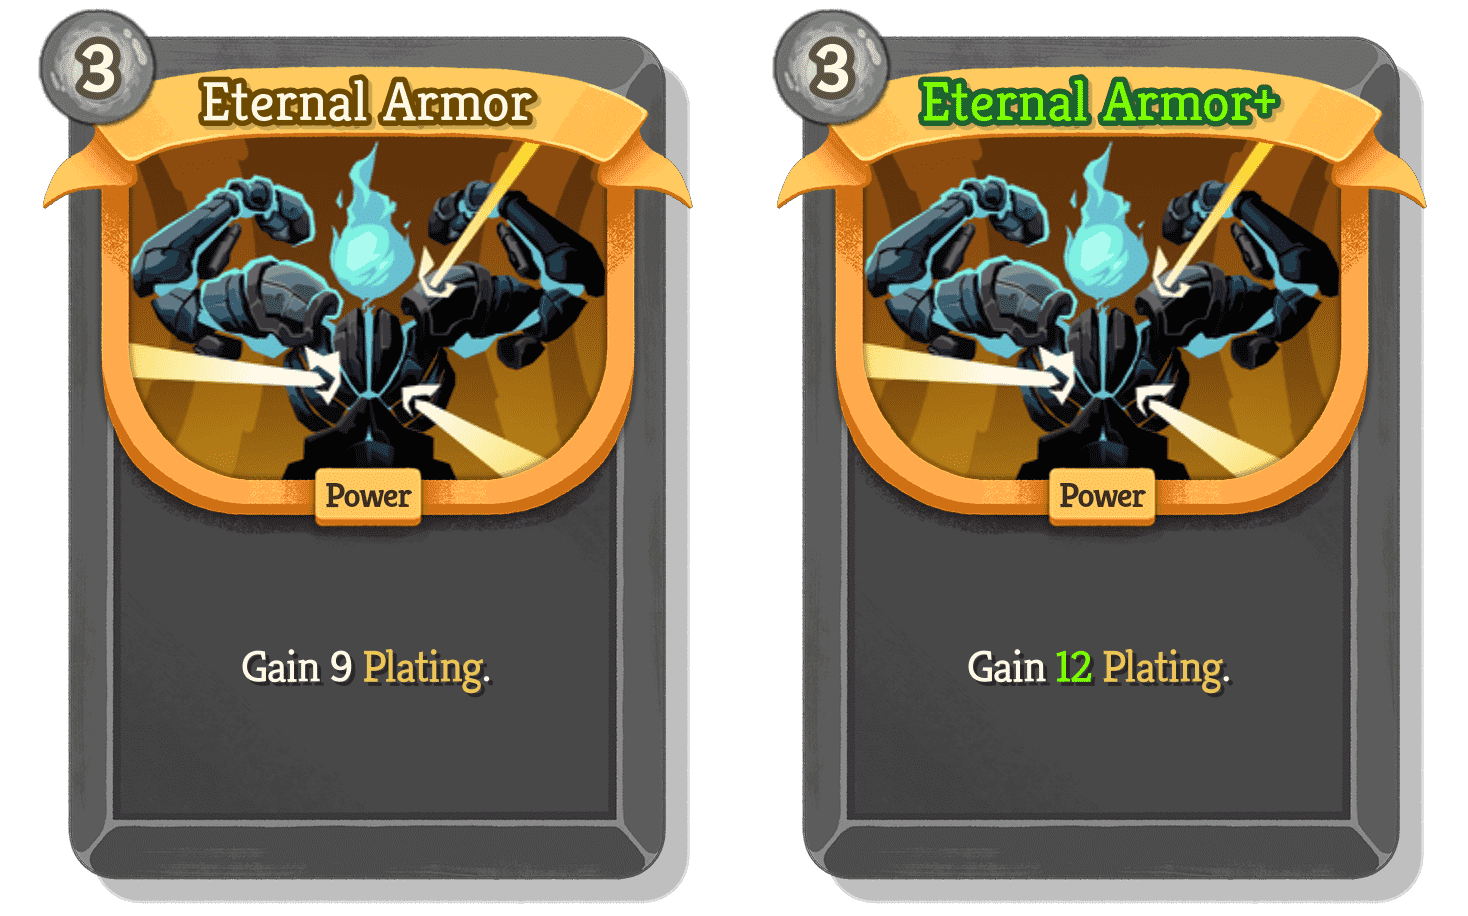 3
Eternal Armor
Power
Gain 9 Plating.
3
Eternal Armor+
Power
Gain 12 Plating.